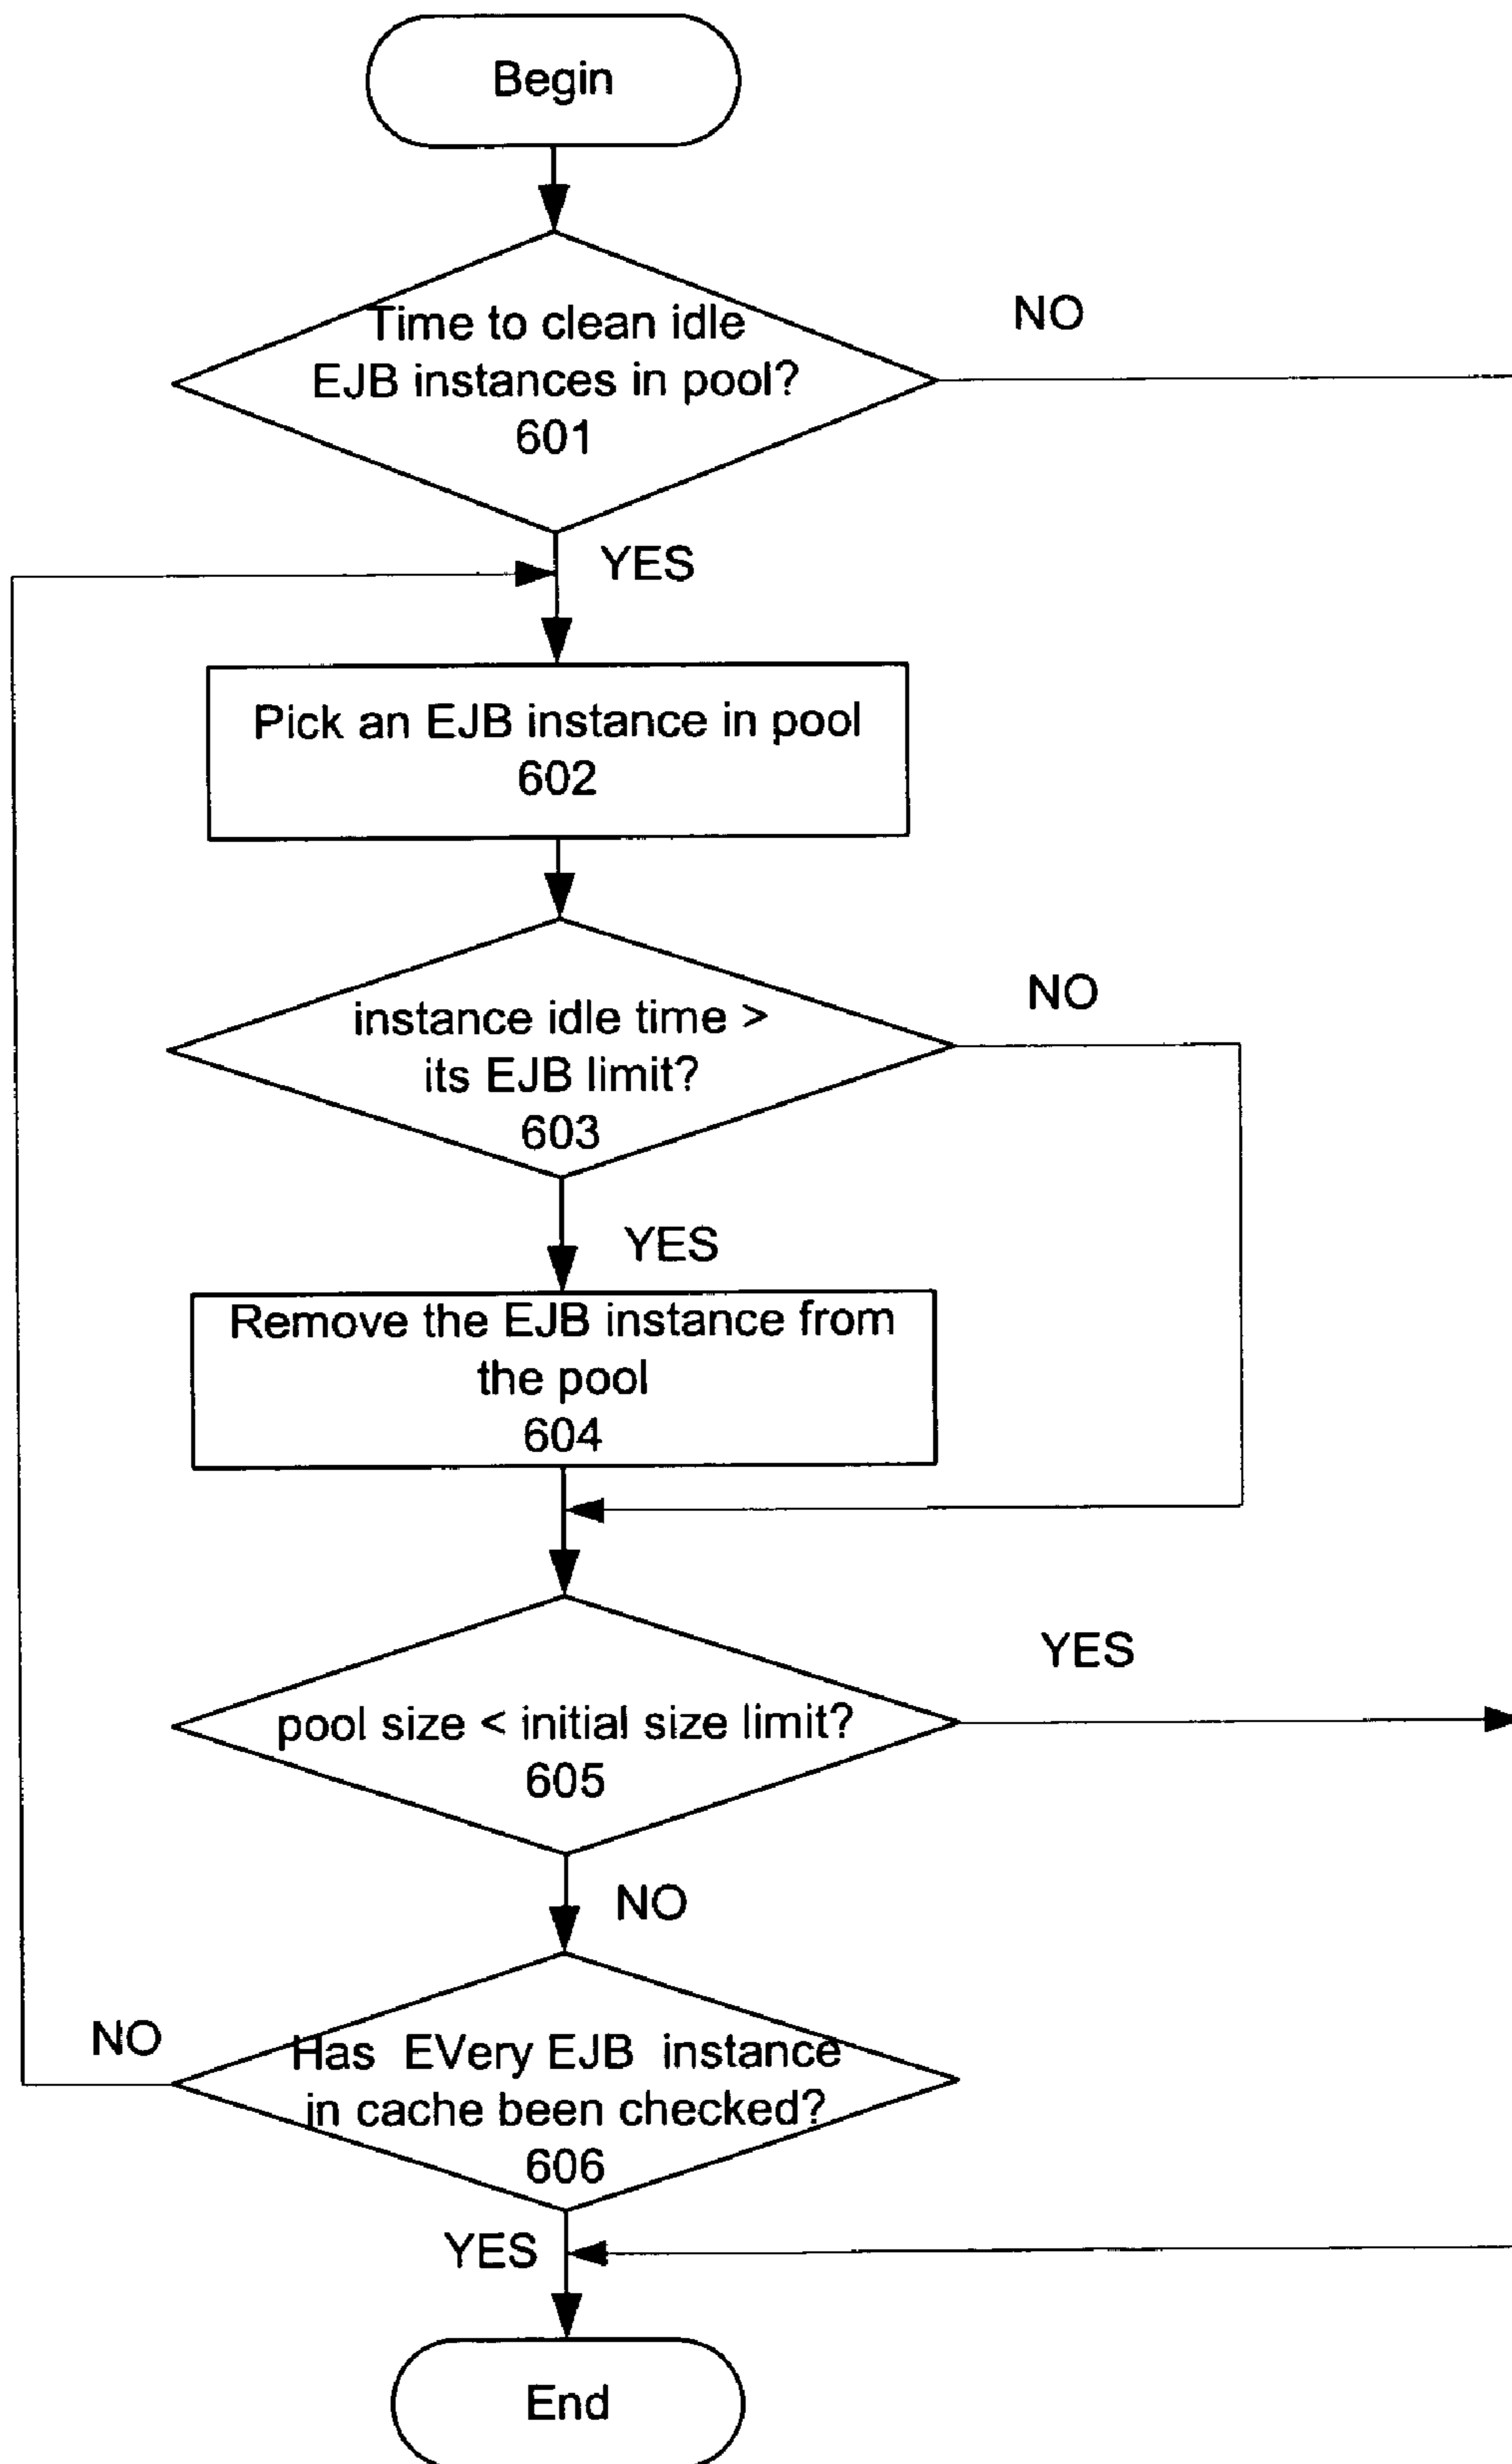 Begin
Time to clean idle
EJB instances in pool?
601
NO
YES
Pick an EJB instance in pool
602
instance idle time >
its EJB limit?
603
NO
YES
Remove the EJB instance from
the pool
604
pool size < initial size limit?
605
YES
NO
Has EVery EJB instance
in cache been checked?
606
NO
YES
End